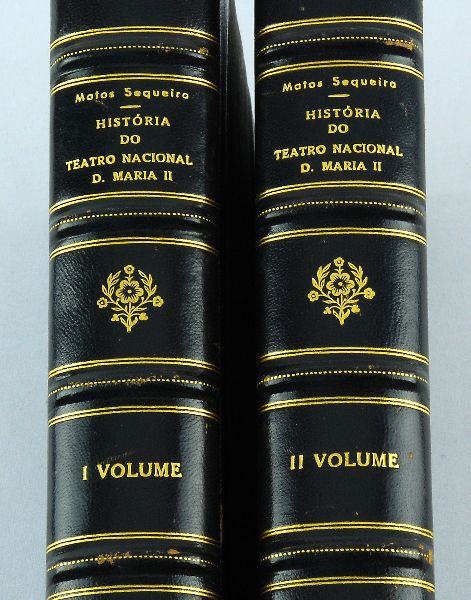 Matos Sequeira
HISTÓRIA
DO
TEATRO NACIONAL
D. MARIA II
I VOLUME
Matos Sequeira
HISTÓRIA
DO
TEATRO NACIONAL
D. MARIA II
II VOLUME